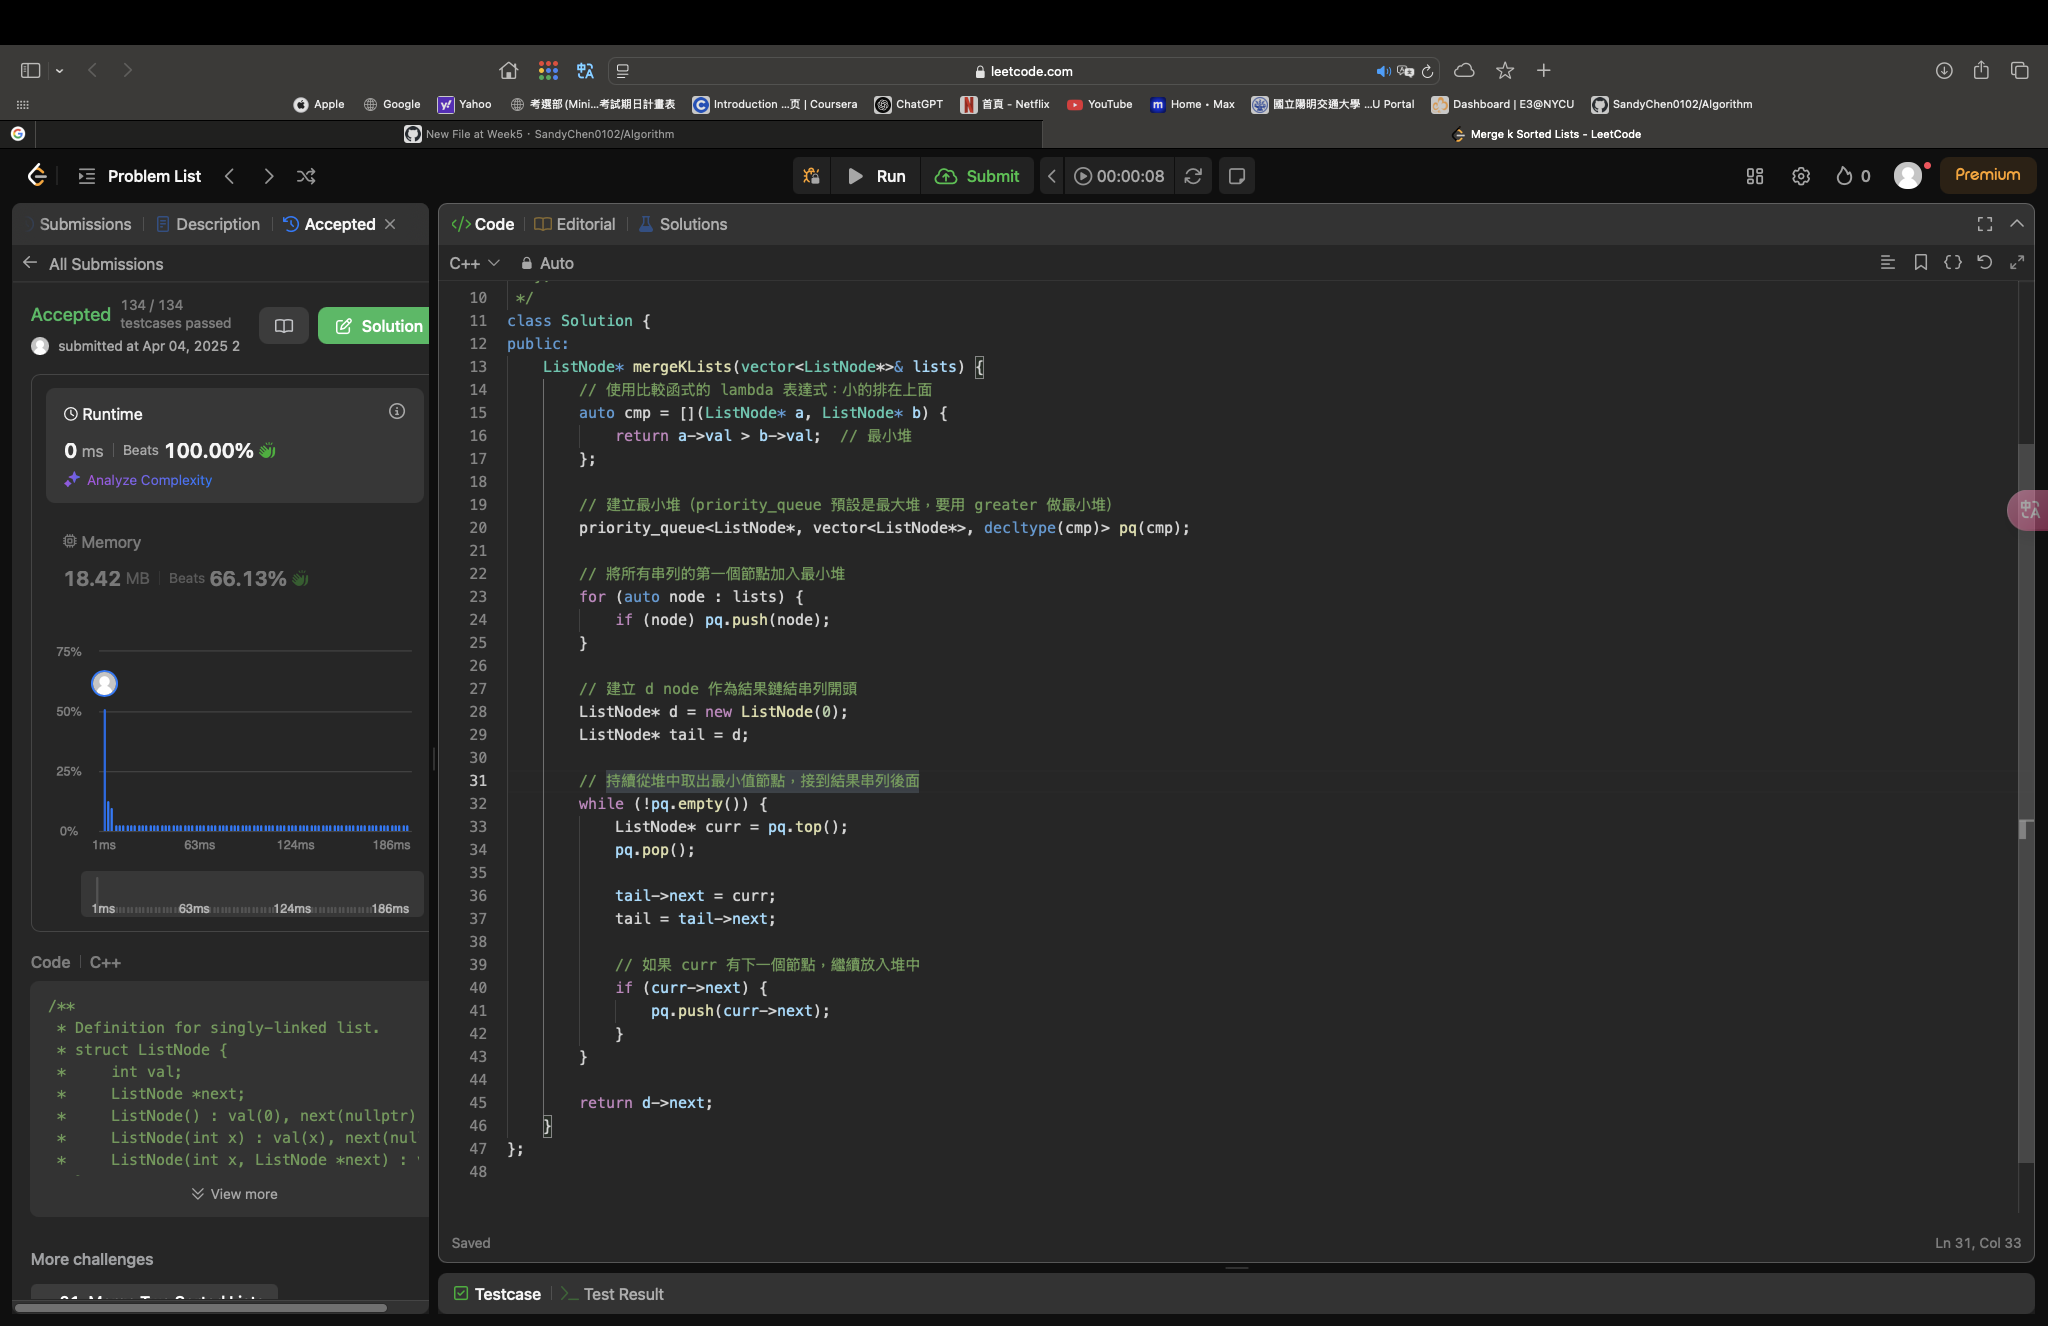 leetcode.com
Apple Google Yahoo 考選部(Mini...考試期日計畫表 Introduction ...页 | Coursera ChatGPT 首頁 - Netflix YouTube Home • Max 國立陽明交通大學 ...U Portal Dashboard | E3@NYCU SandyChen0102/Algorithm
New File at Week5 · SandyChen0102/Algorithm
Merge k Sorted Lists - LeetCode
Problem List
Run
Submit
00:00:08
0
Premium
Submissions
Description
Accepted
All Submissions
Accepted
134 / 134
testcases passed
Solution
submitted at Apr 04, 2025 2
Runtime
0 ms
Beats 100.00%
Analyze Complexity
Memory
18.42 MB
Beats 66.13%
75%
50%
25%
0%
1ms 63ms 124ms 186ms
1ms 63ms 124ms 186ms
Code
C++
/**
* Definition for singly-linked list.
* struct ListNode {
* int val;
* ListNode *next;
* ListNode() : val(0), next(nullptr)
* ListNode(int x) : val(x), next(nul
* ListNode(int x, ListNode *next) :
View more
More challenges
Code
Editorial
Solutions
C++
Auto
10 */
11 class Solution {
12 public:
13 ListNode* mergeKLists(vector<ListNode*>& lists) {
14 // 使用比較函式的 lambda 表達式：小的排在上面
15 auto cmp = [](ListNode* a, ListNode* b) {
16 return a->val > b->val; // 最小堆
17 };
18
19 // 建立最小堆（priority_queue 預設是最大堆，要用 greater 做最小堆）
20 priority_queue<ListNode*, vector<ListNode*>, decltype(cmp)> pq(cmp);
21
22 // 將所有串列的第一個節點加入最小堆
23 for (auto node : lists) {
24 if (node) pq.push(node);
25 }
26
27 // 建立 d node 作為結果鏈結串列開頭
28 ListNode* d = new ListNode(0);
29 ListNode* tail = d;
30
31 // 持續從堆中取出最小值節點，接到結果串列後面
32 while (!pq.empty()) {
33 ListNode* curr = pq.top();
34 pq.pop();
35
36 tail->next = curr;
37 tail = tail->next;
38
39 // 如果 curr 有下一個節點，繼續放入堆中
40 if (curr->next) {
41 pq.push(curr->next);
42 }
43 }
44
45 return d->next;
46 }
47 };
48
Saved
Ln 31, Col 33
Testcase
Test Result